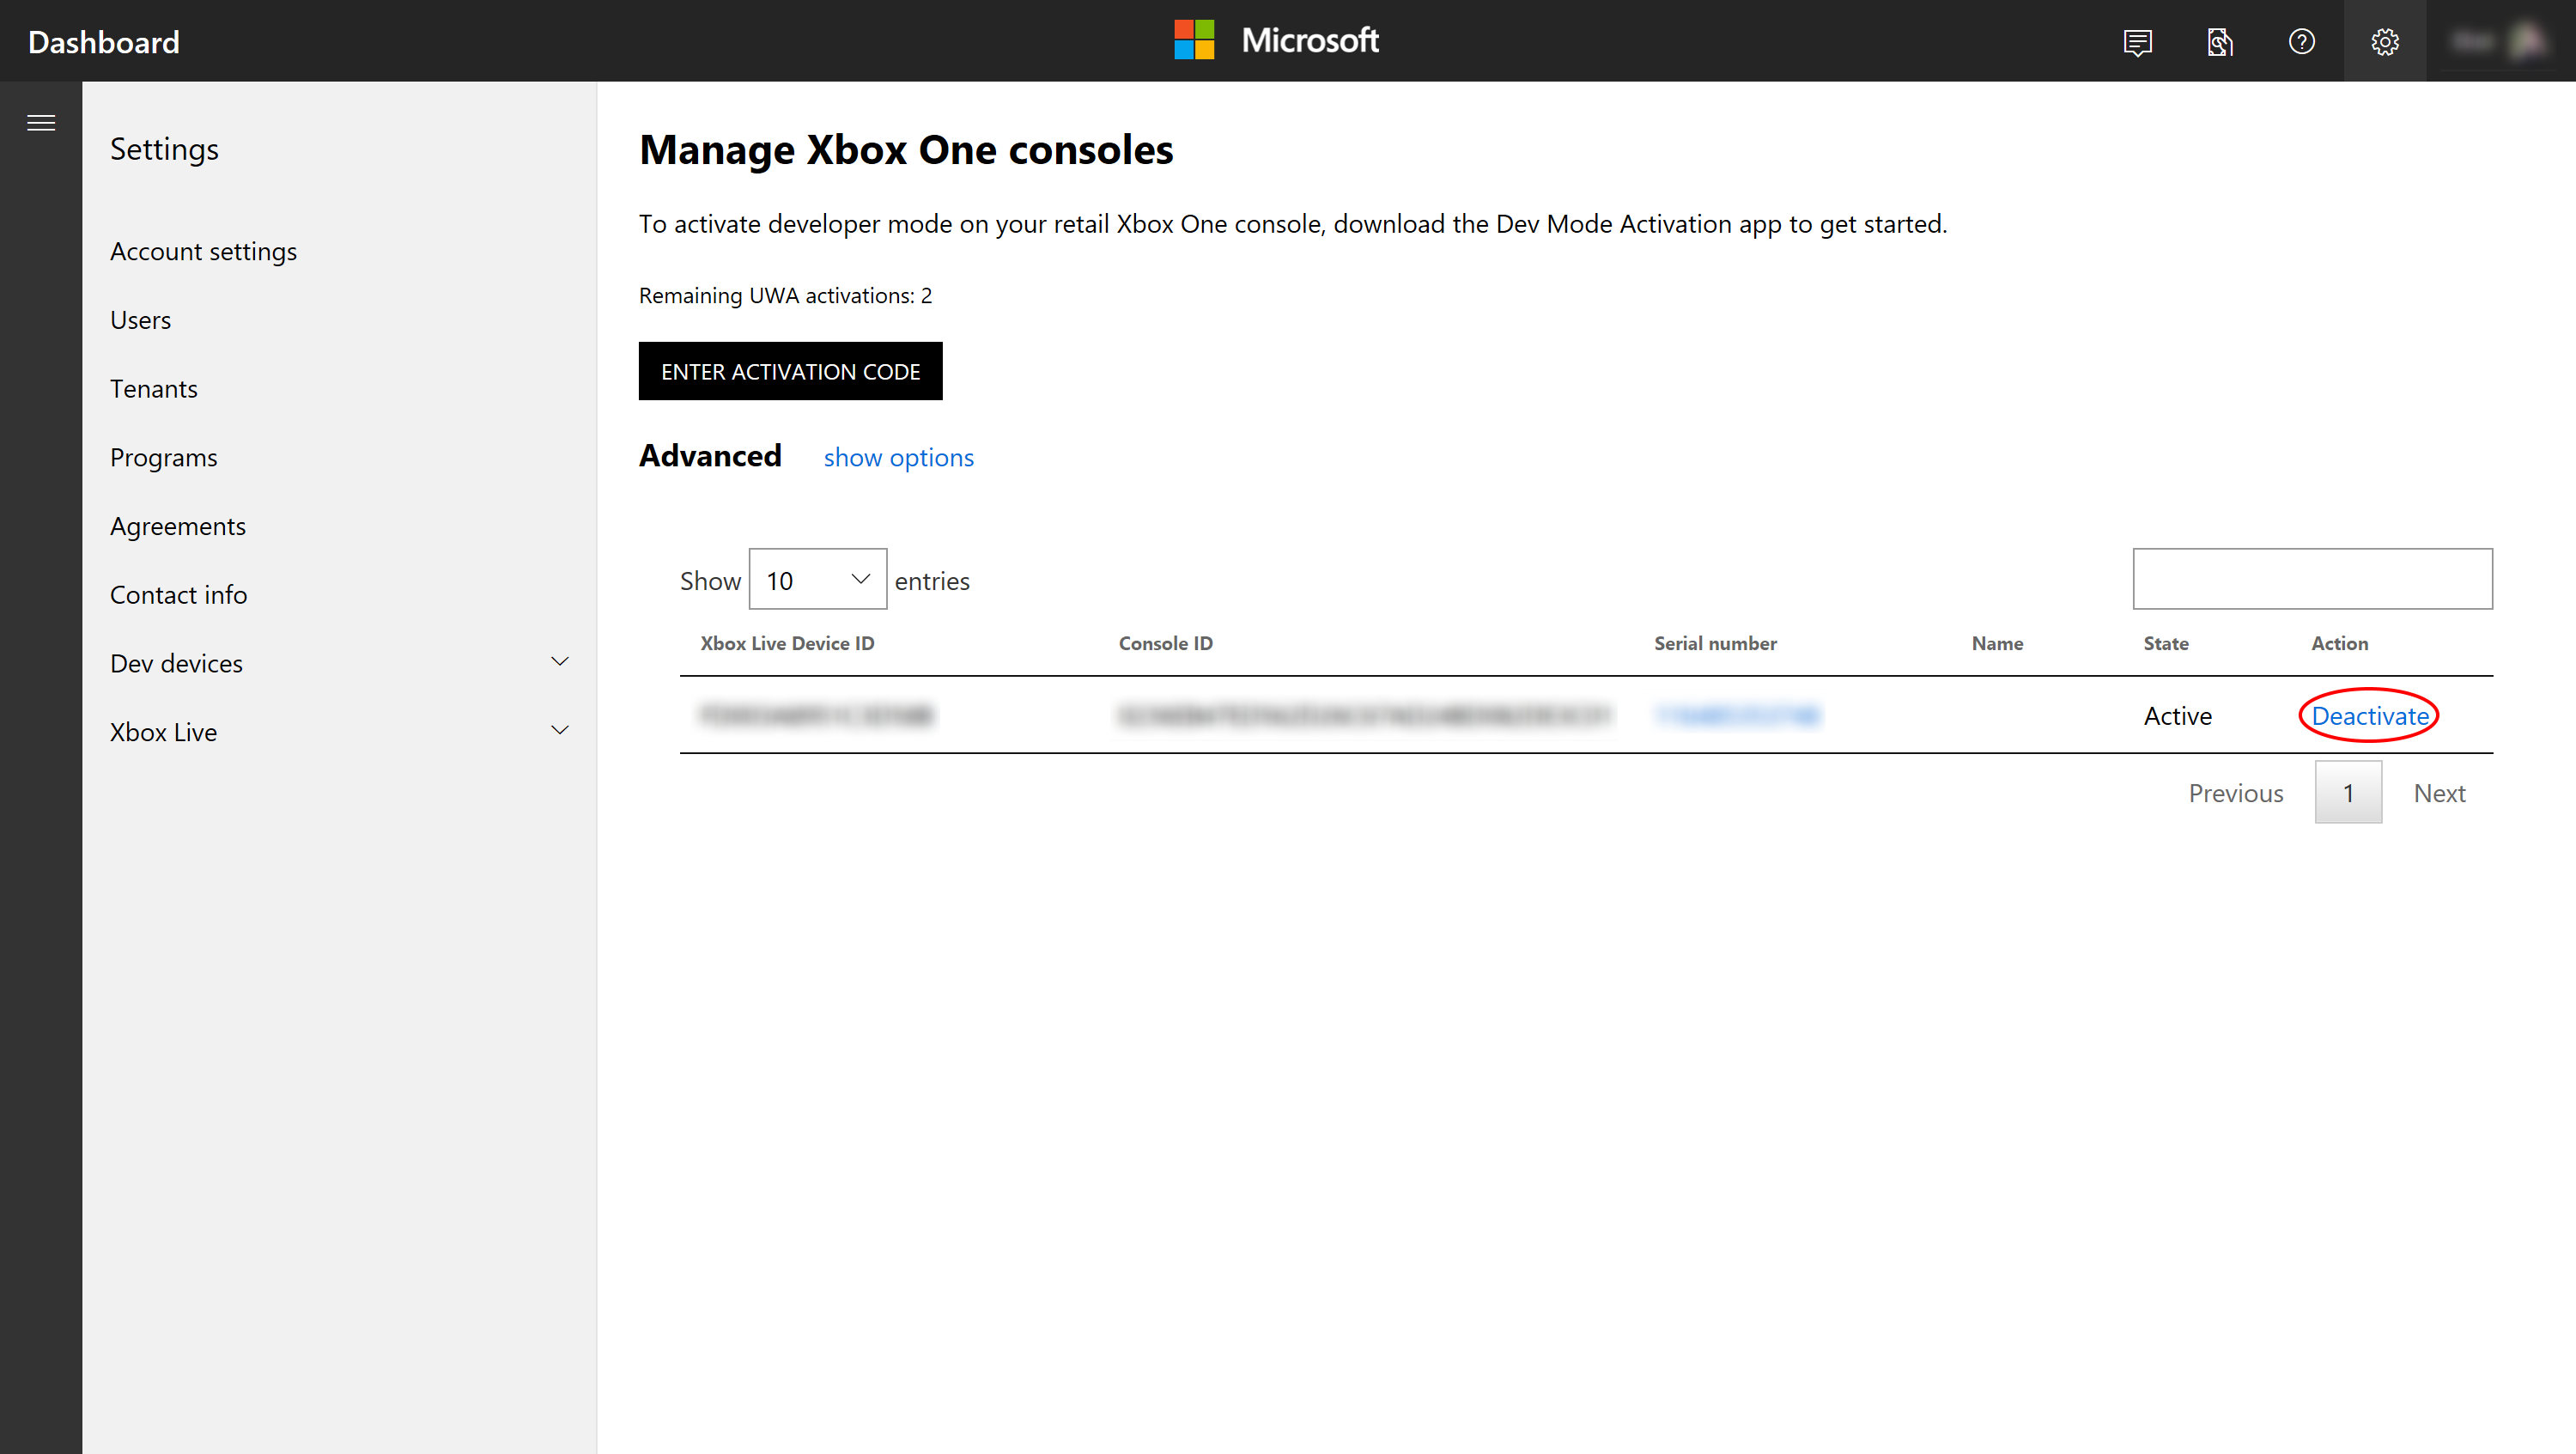 Dashboard
Microsoft
Settings
Account settings
Users
Tenants
Programs
Agreements
Contact info
Dev devices
Xbox Live
Manage Xbox One consoles
To activate developer mode on your retail Xbox One console, download the Dev Mode Activation app to get started.
Remaining UWA activations: 2
ENTER ACTIVATION CODE
Advanced show options
Show 10 entries
Xbox Live Device ID Console ID Serial number Name State Action
Active Deactivate
Previous 1 Next